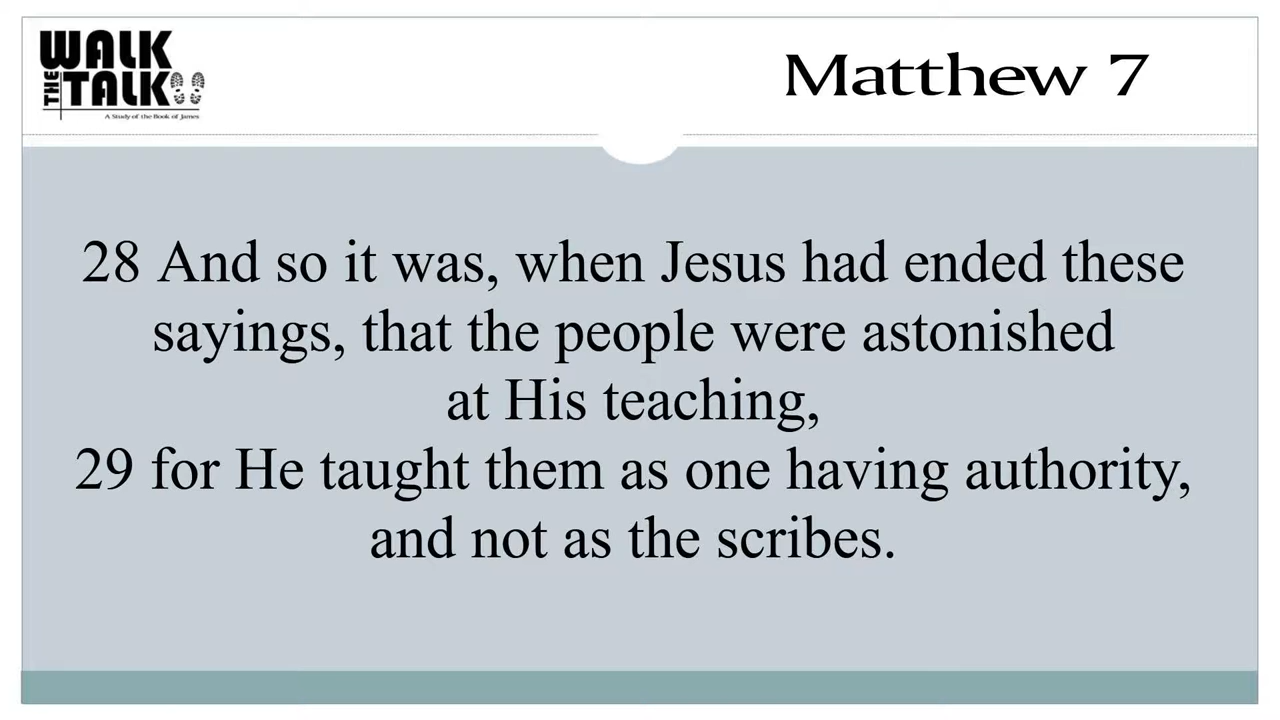 WALK
THE TALK
A Study of the Book of James
Matthew 7
28 And so it was, when Jesus had ended these
sayings, that the people were astonished
at His teaching,
29 for He taught them as one having authority,
and not as the scribes.